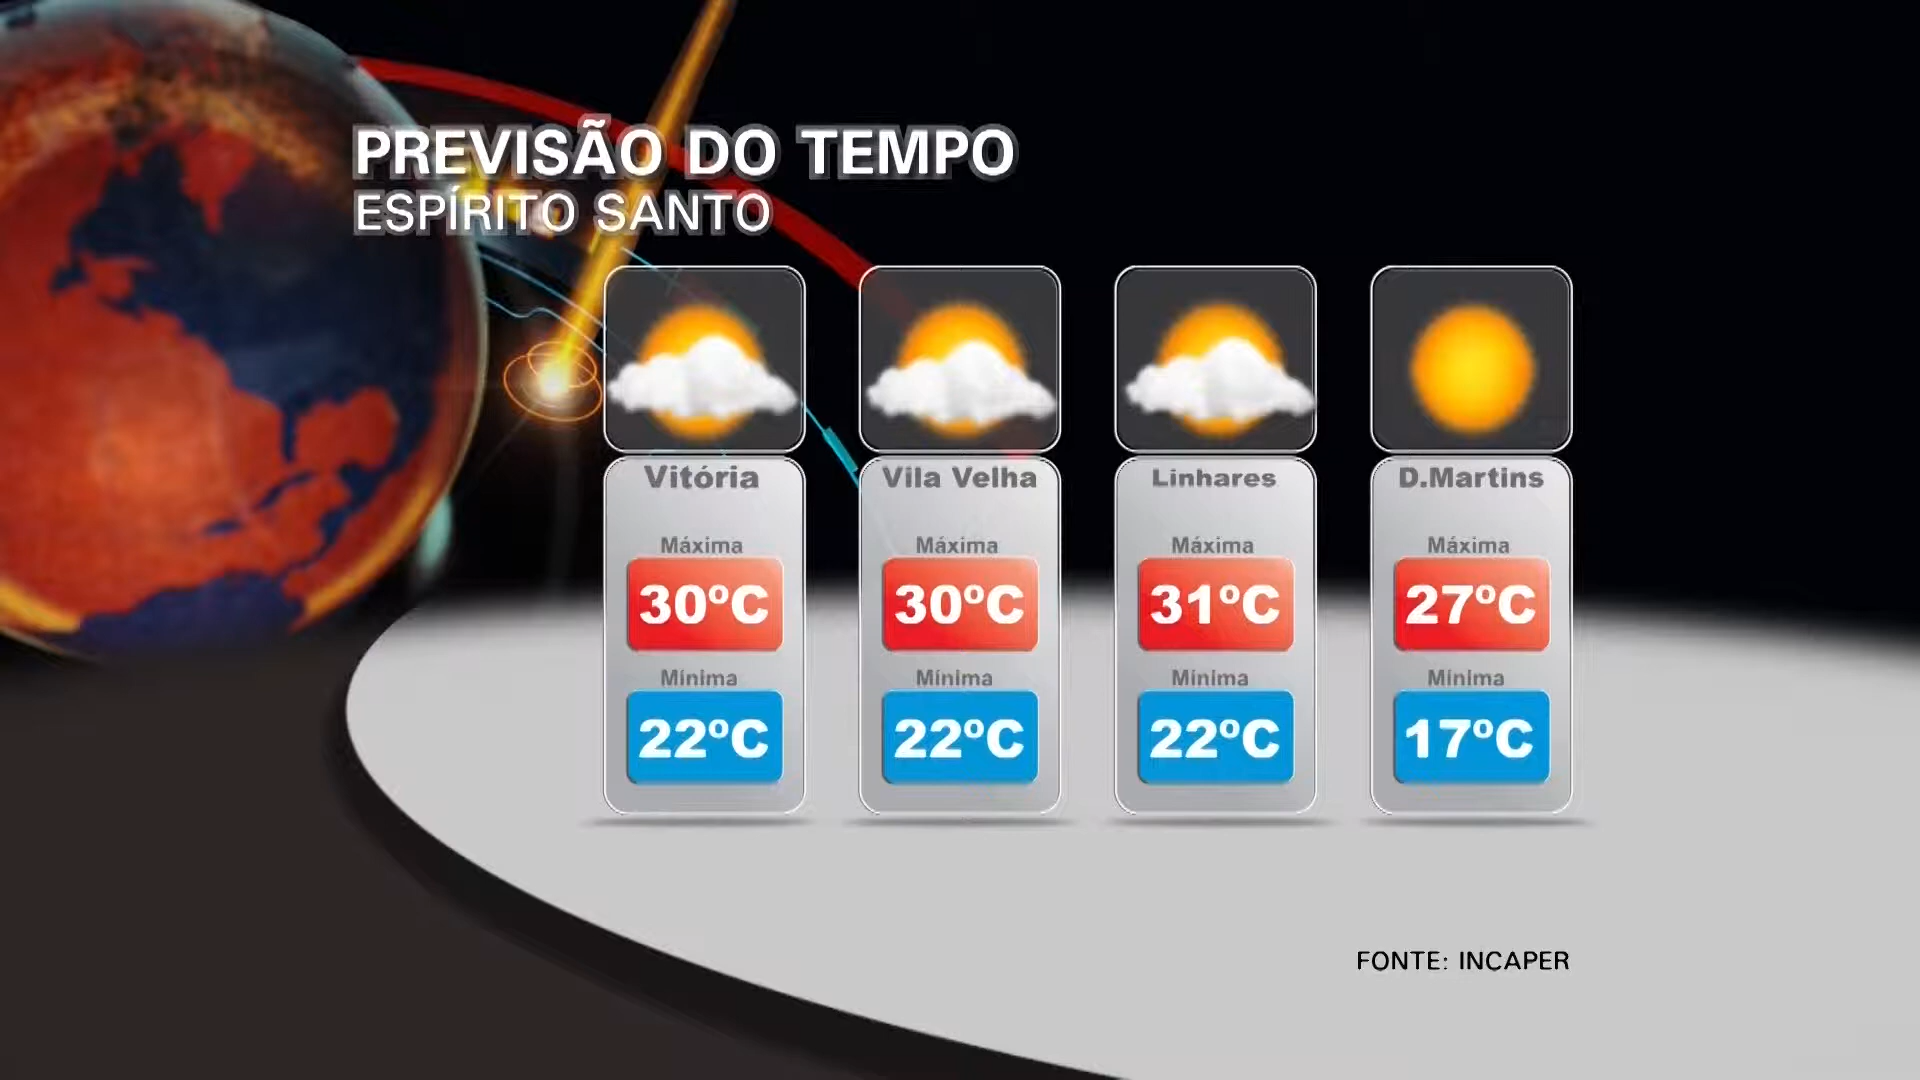 PREVISÃO DO TEMPO
ESPÍRITO SANTO
Vitória
Máxima
30ºC
Mínima
22ºC
Vila Velha
Máxima
30ºC
Mínima
22ºC
Linhares
Máxima
31ºC
Mínima
22ºC
D.Martins
Máxima
27ºC
Mínima
17ºC
FONTE: INCAPER